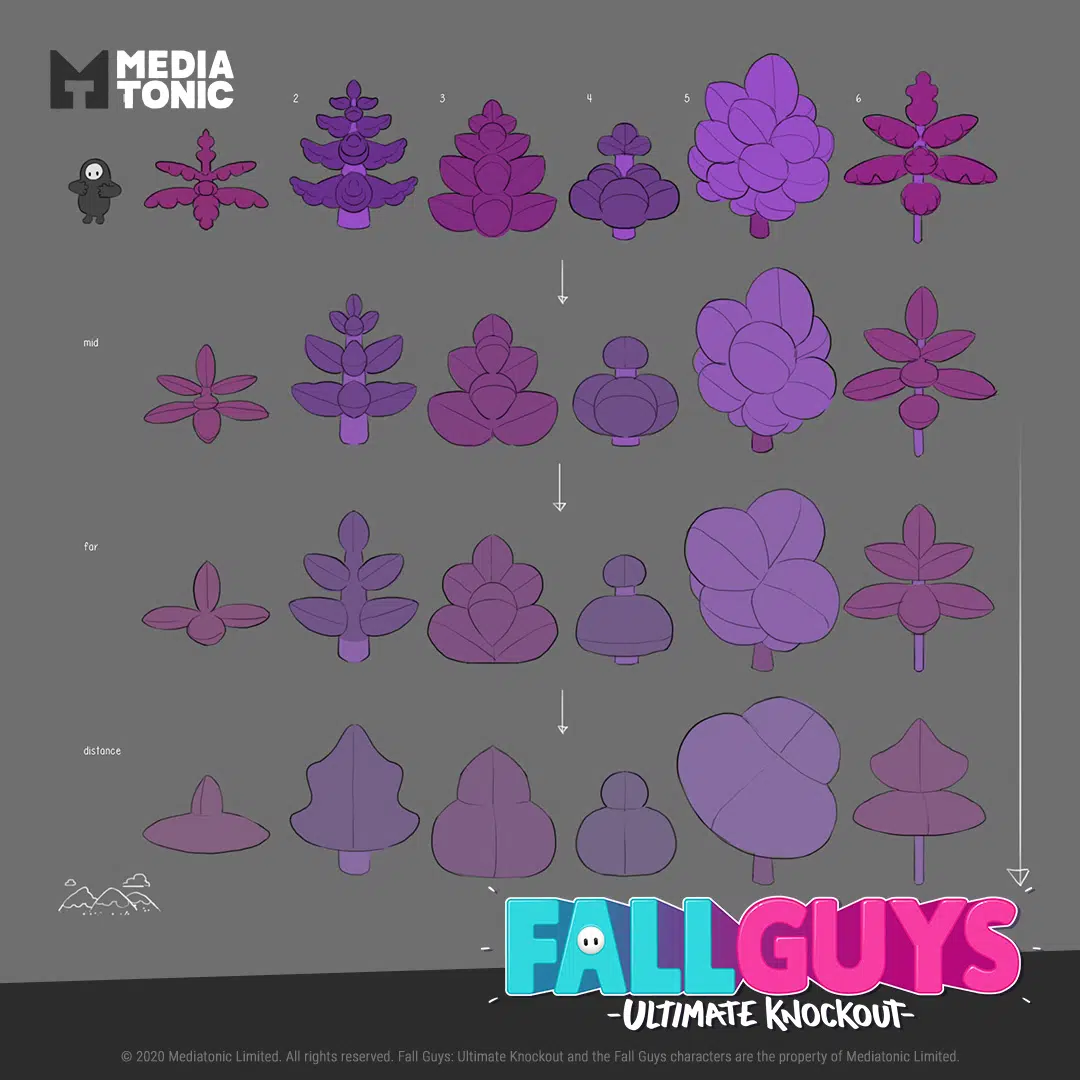 MEDIA
TONIC
2 3 4 5 6
mid
far
distance
FALL GUYS
-ULTIMATE KNOCKOUT-
© 2020 Mediatonic Limited. All rights reserved. Fall Guys: Ultimate Knockout and the Fall Guys characters are the property of Mediatonic Limited.